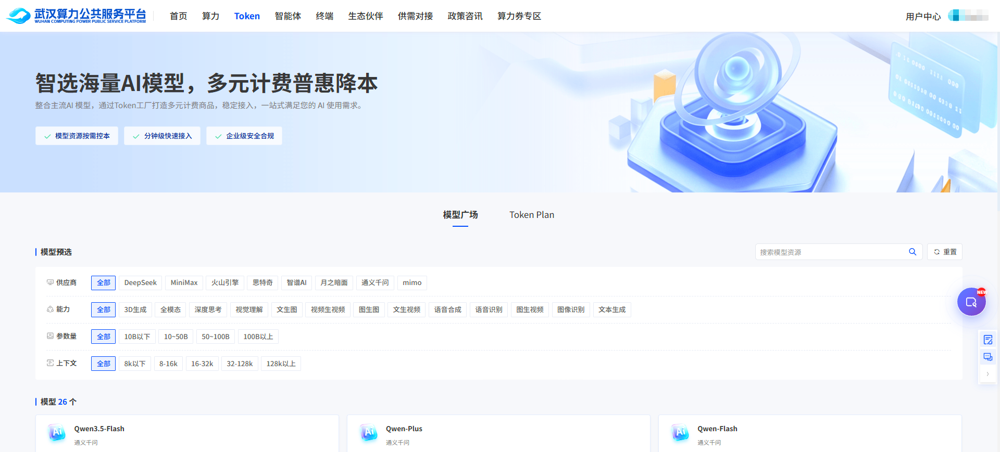 武汉算力公共服务平台
WUHAN COMPUTING POWER PUBLIC SERVICE PLATFORM
首页 算力 Token 智能体 终端 生态伙伴 供需对接 政策咨讯 算力券专区
用户中心
智选海量AI模型，多元计费普惠降本
整合主流AI 模型，通过Token工厂打造多元计费商品，稳定接入，一站式满足您的 AI 使用需求。
模型资源按需控本 分钟级快速接入 企业级安全合规
模型广场 Token Plan
模型预选
搜索模型资源 重置
供应商 全部 DeepSeek MiniMax 火山引擎 思特奇 智谱AI 月之暗面 通义千问 mimo
NEW
能力 全部 3D生成 全模态 深度思考 视觉理解 文生图 视频生视频 图生图 文生视频 语音合成 语音识别 图生视频 图像识别 文本生成
参数量 全部 10B以下 10~50B 50~100B 100B以上
上下文 全部 8k以下 8-16k 16-32k 32-128k 128k以上
模型 26 个
Ai Qwen3.5-Flash
通义千问
Ai Qwen-Plus
通义千问
Ai Qwen-Flash
通义千问